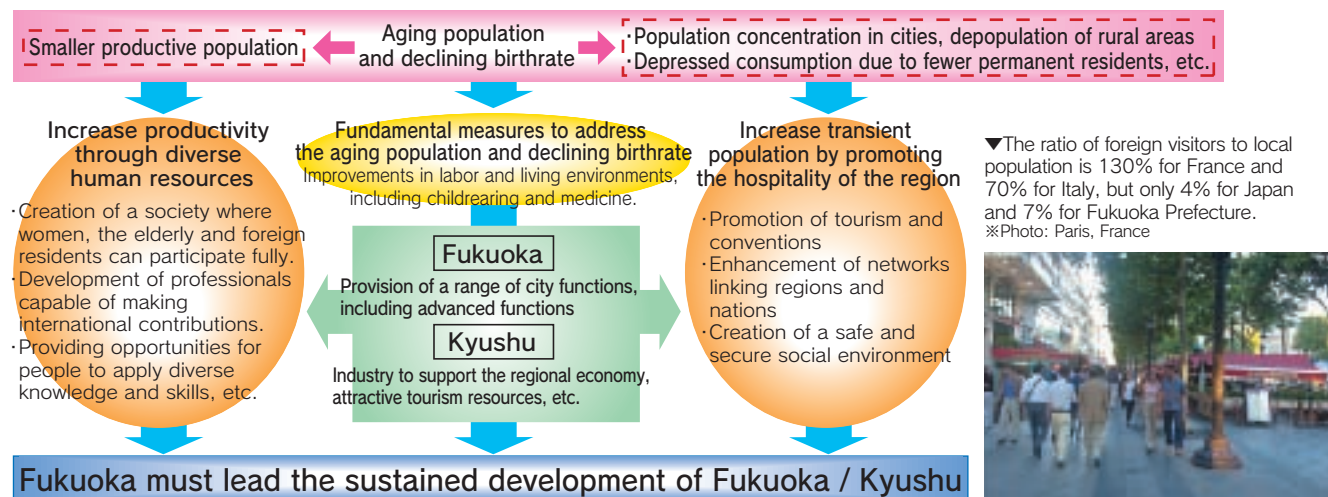 Smaller productive population
Aging population
and declining birthrate
·Population concentration in cities, depopulation of rural areas
·Depressed consumption due to fewer permanent residents, etc.
Increase productivity
through diverse
human resources
·Creation of a society where
women, the elderly and foreign
residents can participate fully.
·Development of professionals
capable of making
international contributions.
·Providing opportunities for
people to apply diverse
knowledge and skills, etc.
Fundamental measures to address
the aging population and declining birthrate
Improvements in labor and living environments,
including childrearing and medicine.
Fukuoka
Provision of a range of city functions,
including advanced functions
Kyushu
Industry to support the regional economy,
attractive tourism resources, etc.
Increase transient
population by promoting
the hospitality of the region
·Promotion of tourism and
conventions
·Enhancement of networks
linking regions and
nations
·Creation of a safe and
secure social environment
▼The ratio of foreign visitors to local
population is 130% for France and
70% for Italy, but only 4% for Japan
and 7% for Fukuoka Prefecture.
※Photo: Paris, France
Fukuoka must lead the sustained development of Fukuoka / Kyushu